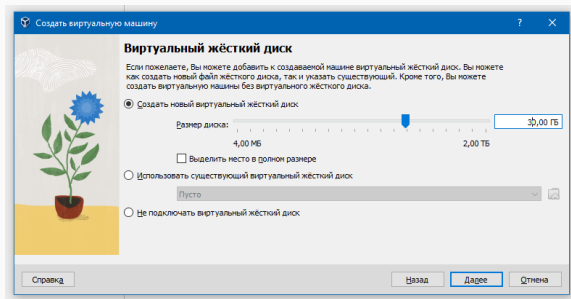 Создать виртуальную машину
? ×
Виртуальный жёсткий диск
Если пожелаете, Вы можете добавить к создаваемой машине виртуальный жёсткий диск. Вы можете
как создать новый файл жёсткого диска, так и указать существующий. Кроме того, Вы можете
создать виртуальную машины без виртуального жёсткого диска.
Создать новый виртуальный жёсткий диск
Размер диска:
30,00 ГБ
4,00 МБ 2,00 ТБ
Выделить место в полном размере
Использовать существующий виртуальный жёсткий диск
Пусто
Не подключать виртуальный жёсткий диск
Справка Назад Далее Отмена